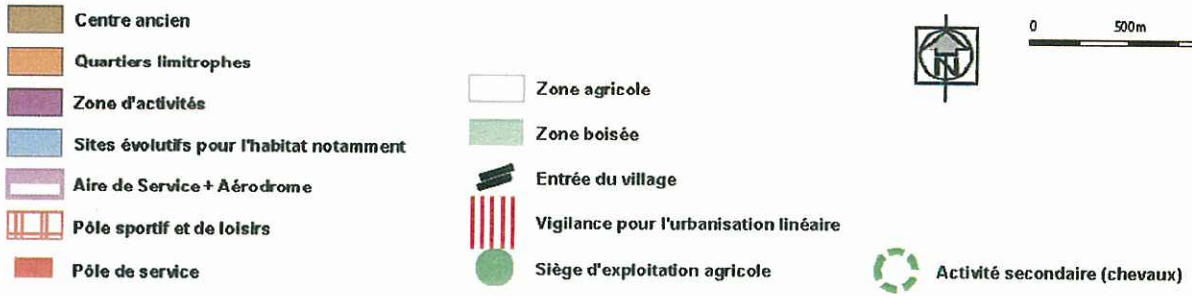 Centre ancien
Quartiers limitrophes
Zone d'activités
Sites évolutifs pour l'habitat notamment
Aire de Service + Aérodrome
Pôle sportif et de loisirs
Pôle de service
Zone agricole
Zone boisée
Entrée du village
Vigilance pour l'urbanisation linéaire
Siège d'exploitation agricole
N
0 500m
Activité secondaire (chevaux)